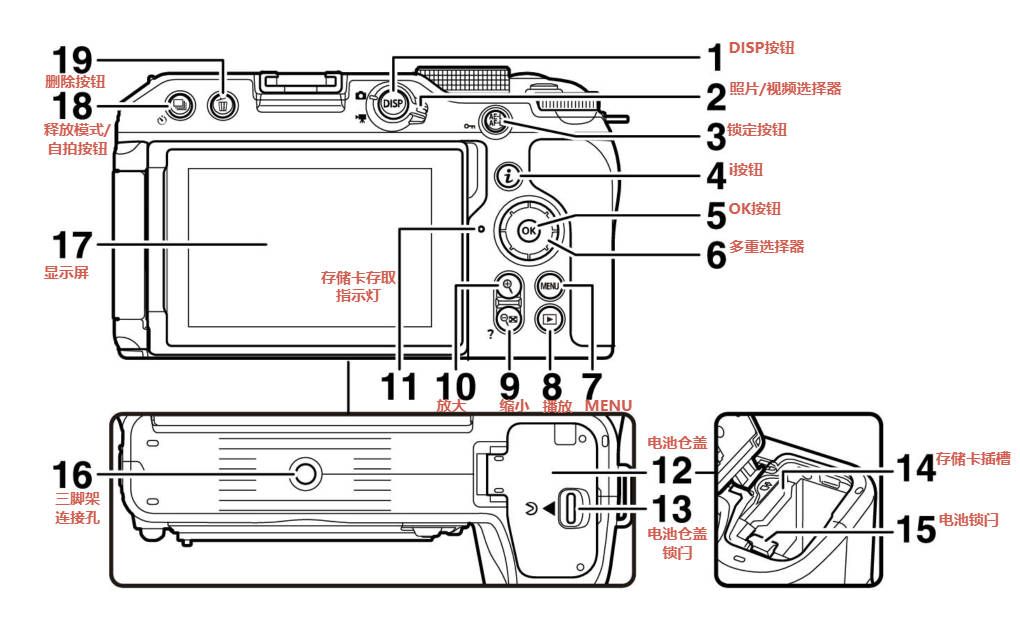 19
删除按钮
18
释放模式/
自拍按钮
DISP
1
DISP按钮
2
照片/视频选择器
AE-L
AF-L
3
锁定按钮
i
4
i按钮
OK
5
OK按钮
6
多重选择器
17
显示屏
存储卡存取
指示灯
MENU
?
11
10
放大
9
缩小
8
播放
7
MENU
16
三脚架
连接孔
电池仓盖
12
13
电池仓盖
锁闩
14
存储卡插槽
15
电池锁闩